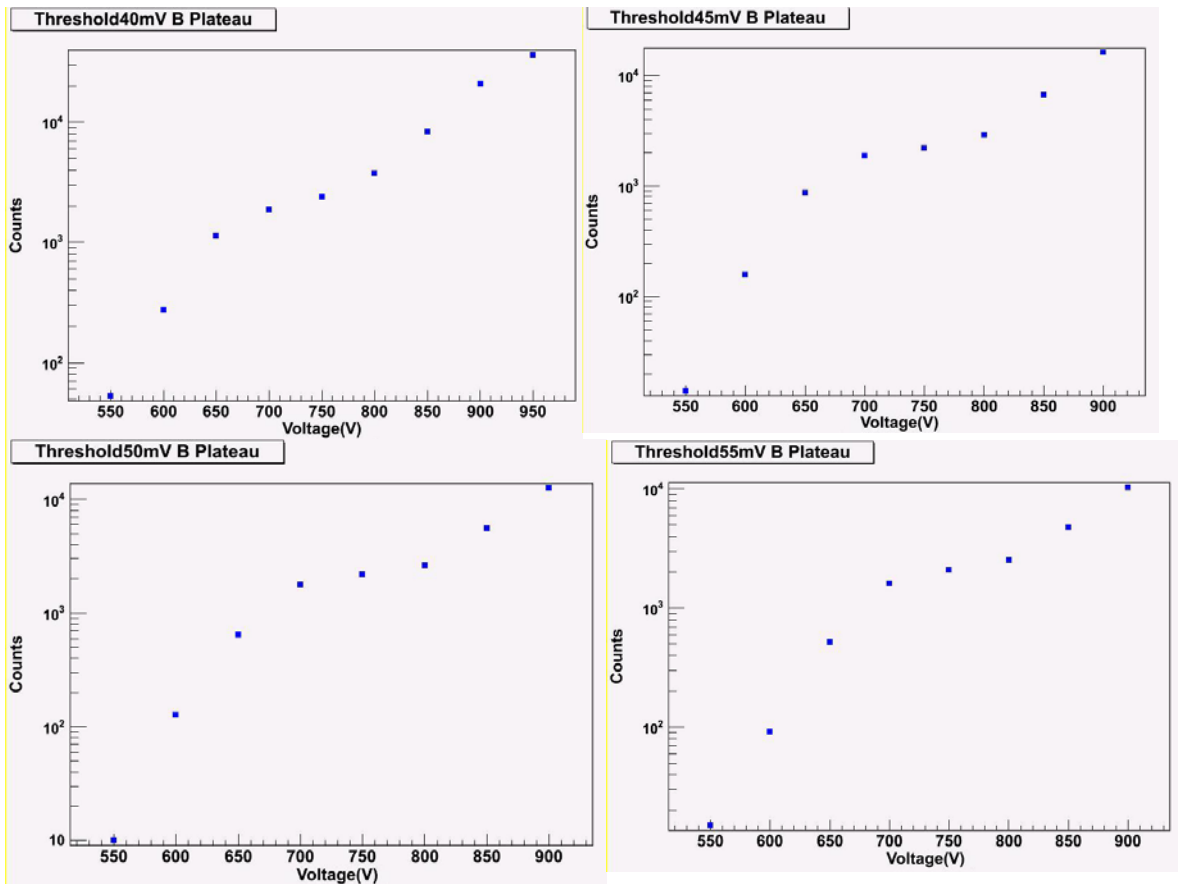 Threshold40mV B Plateau
Counts
10^4
10^3
10^2
550 600 650 700 750 800 850 900 950
Voltage(V)
Threshold45mV B Plateau
Counts
10^4
10^3
10^2
550 600 650 700 750 800 850 900
Voltage(V)
Threshold50mV B Plateau
Counts
10^4
10^3
10^2
10
550 600 650 700 750 800 850 900
Voltage(V)
Threshold55mV B Plateau
Counts
10^4
10^3
10^2
550 600 650 700 750 800 850 900
Voltage(V)